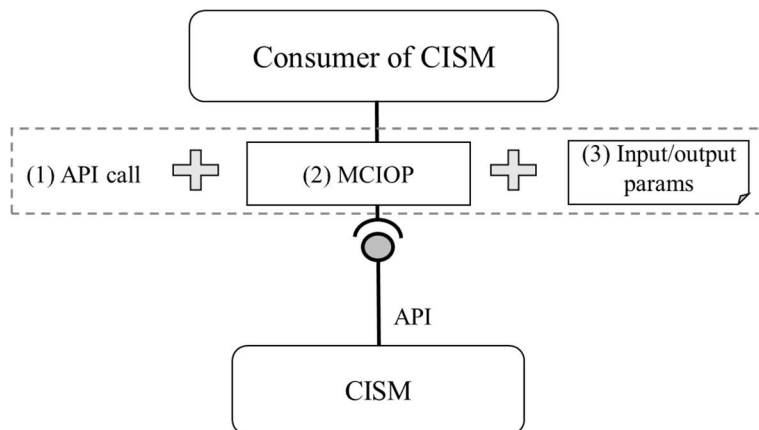 Consumer of CISM
(1) API call
(2) MCIOP
(3) Input/output
params
API
CISM